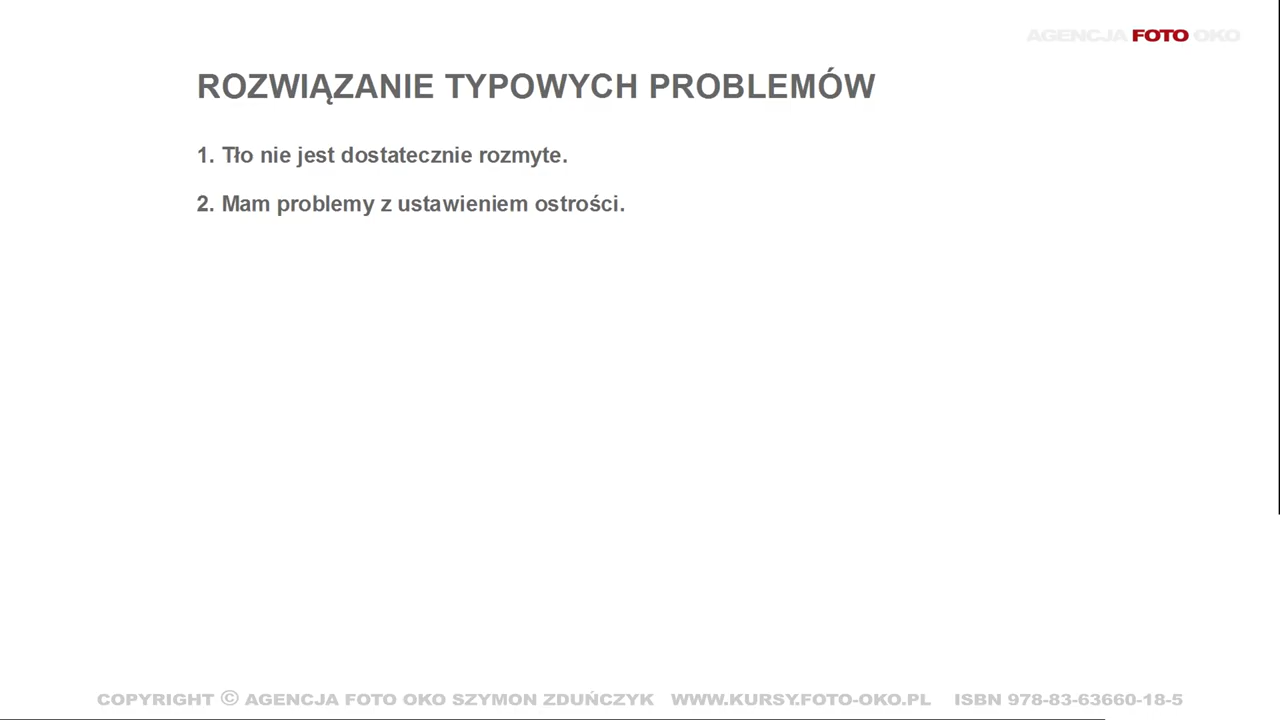 AGENCJA FOTO OKO
ROZWIĄZANIE TYPOWYCH PROBLEMÓW
1. Tło nie jest dostatecznie rozmyte.
2. Mam problemy z ustawieniem ostrości.
COPYRIGHT © AGENCJA FOTO OKO SZYMON ZDUŃCZYK WWW.KURSY.FOTO-OKO.PL ISBN 978-83-63660-18-5